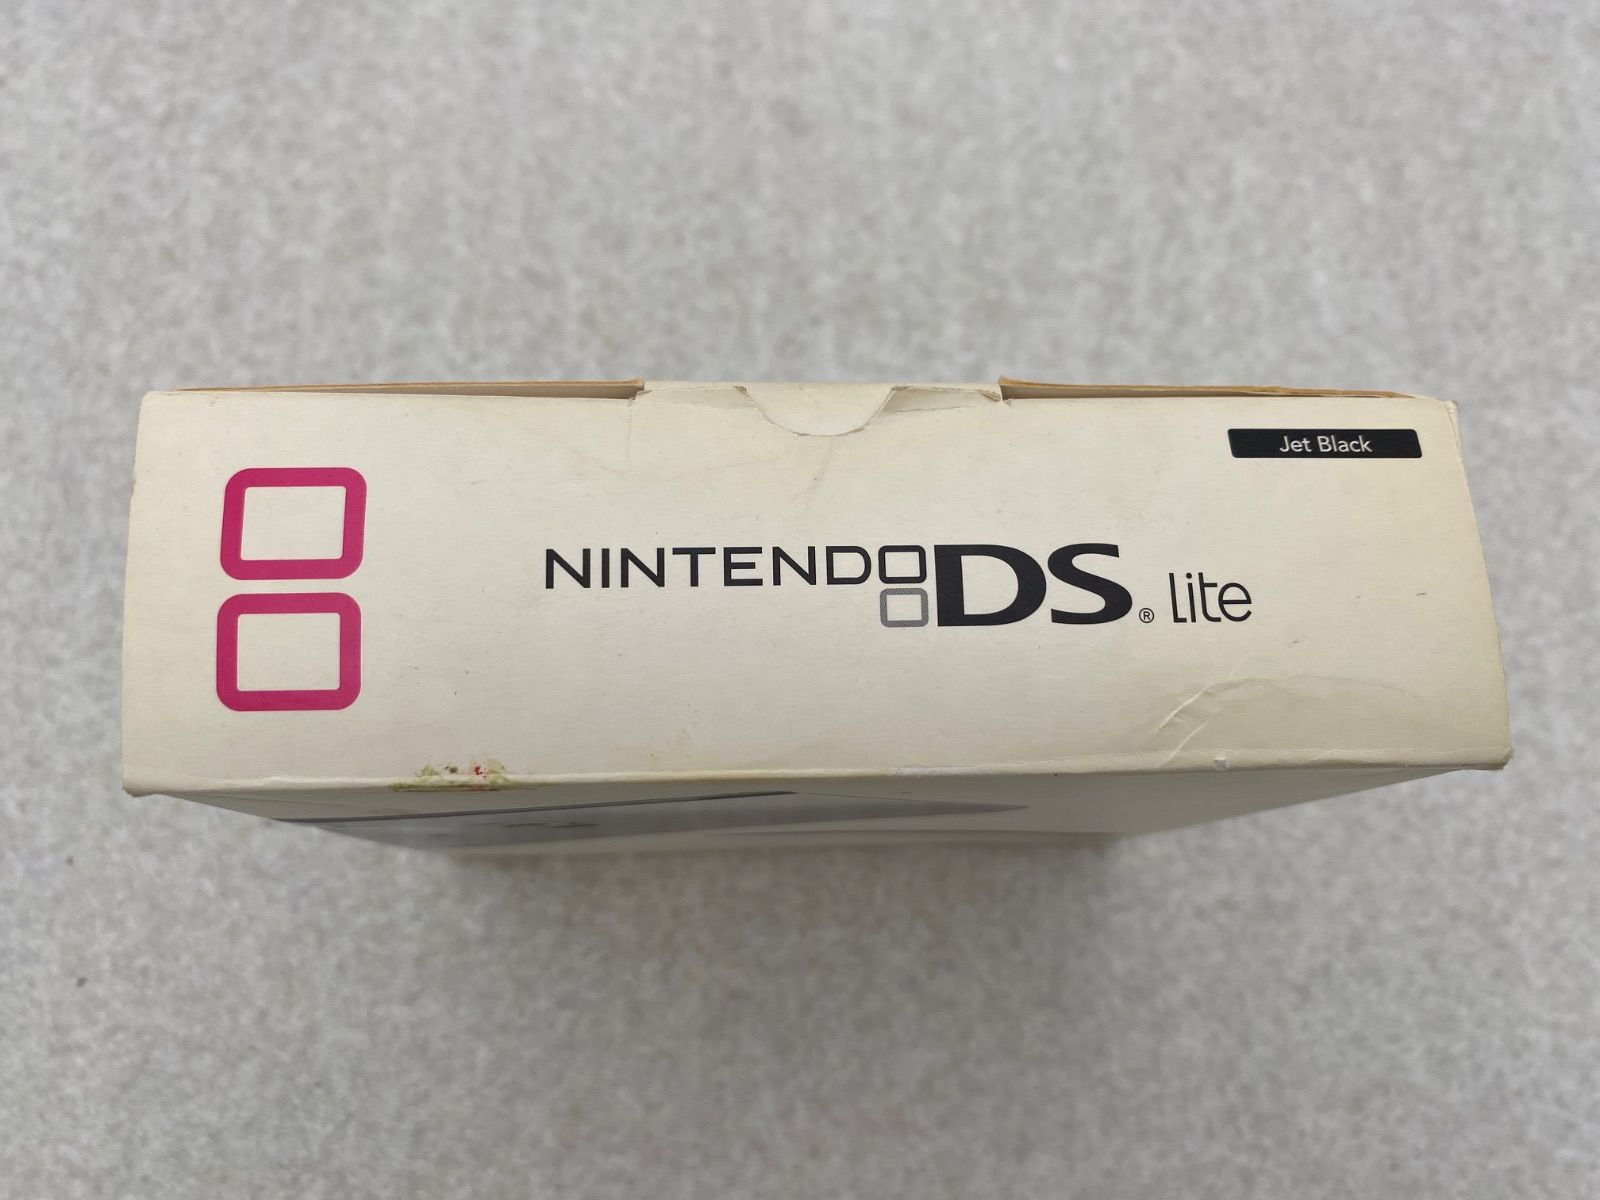 Jet Black
NINTENDO DS® Lite